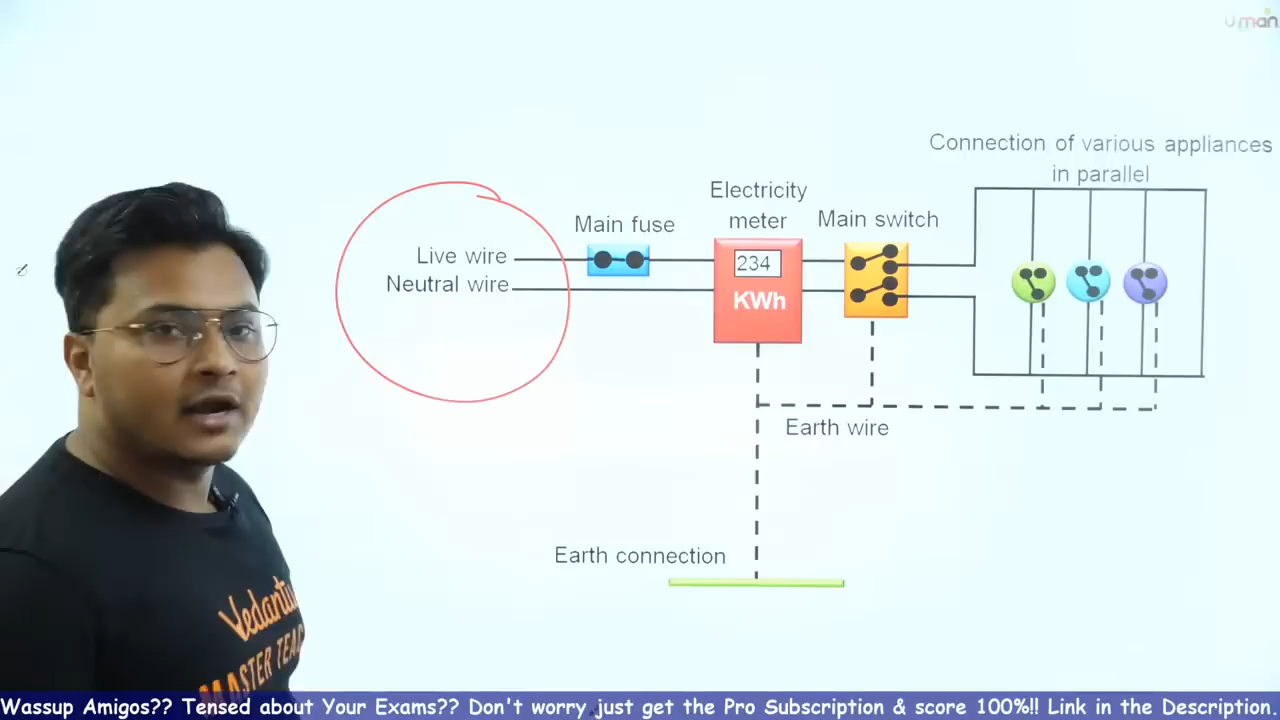 Connection of various appliances
in parallel
Electricity
meter
Main switch
Main fuse
Live wire
Neutral wire
234
KWh
Earth wire
Earth connection
Vedantu
MASTER
Wassup Amigos?? Tensed about Your Exams?? Don't worry just get the Pro Subscription & score 100%!! Link in the Description.